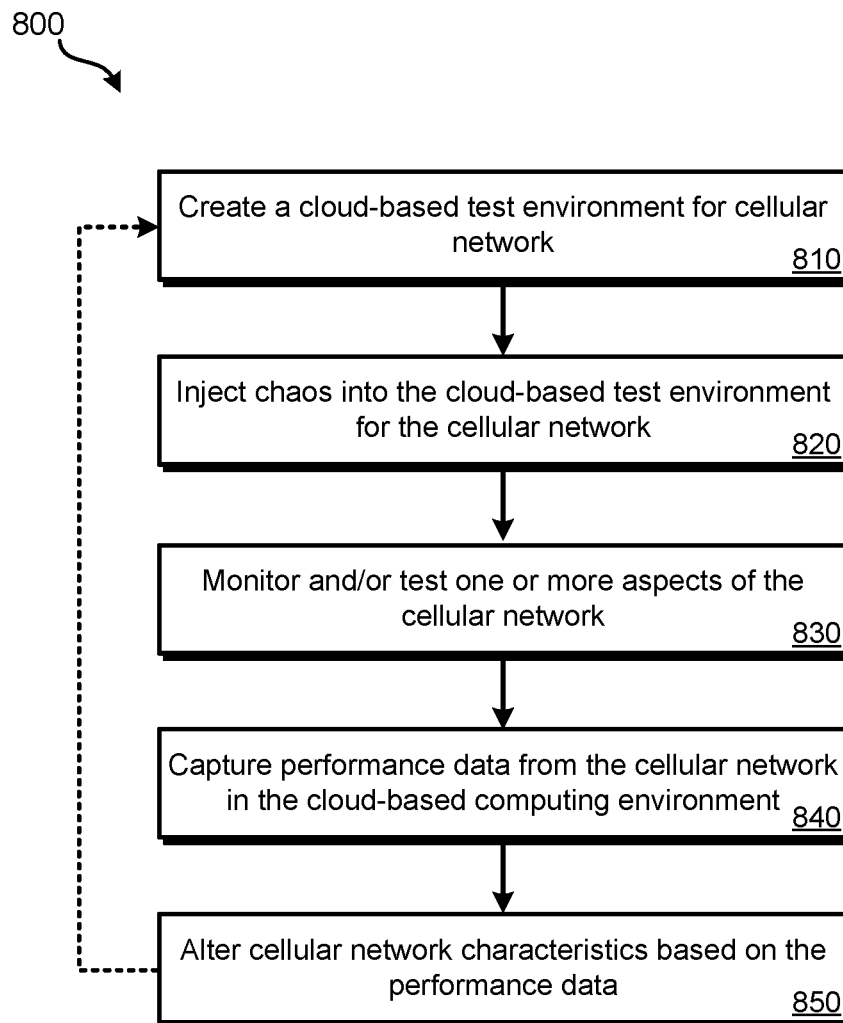 800
Create a cloud-based test environment for cellular
network
810
Inject chaos into the cloud-based test environment
for the cellular network
820
Monitor and/or test one or more aspects of the
cellular network
830
Capture performance data from the cellular network
in the cloud-based computing environment
840
Alter cellular network characteristics based on the
performance data
850